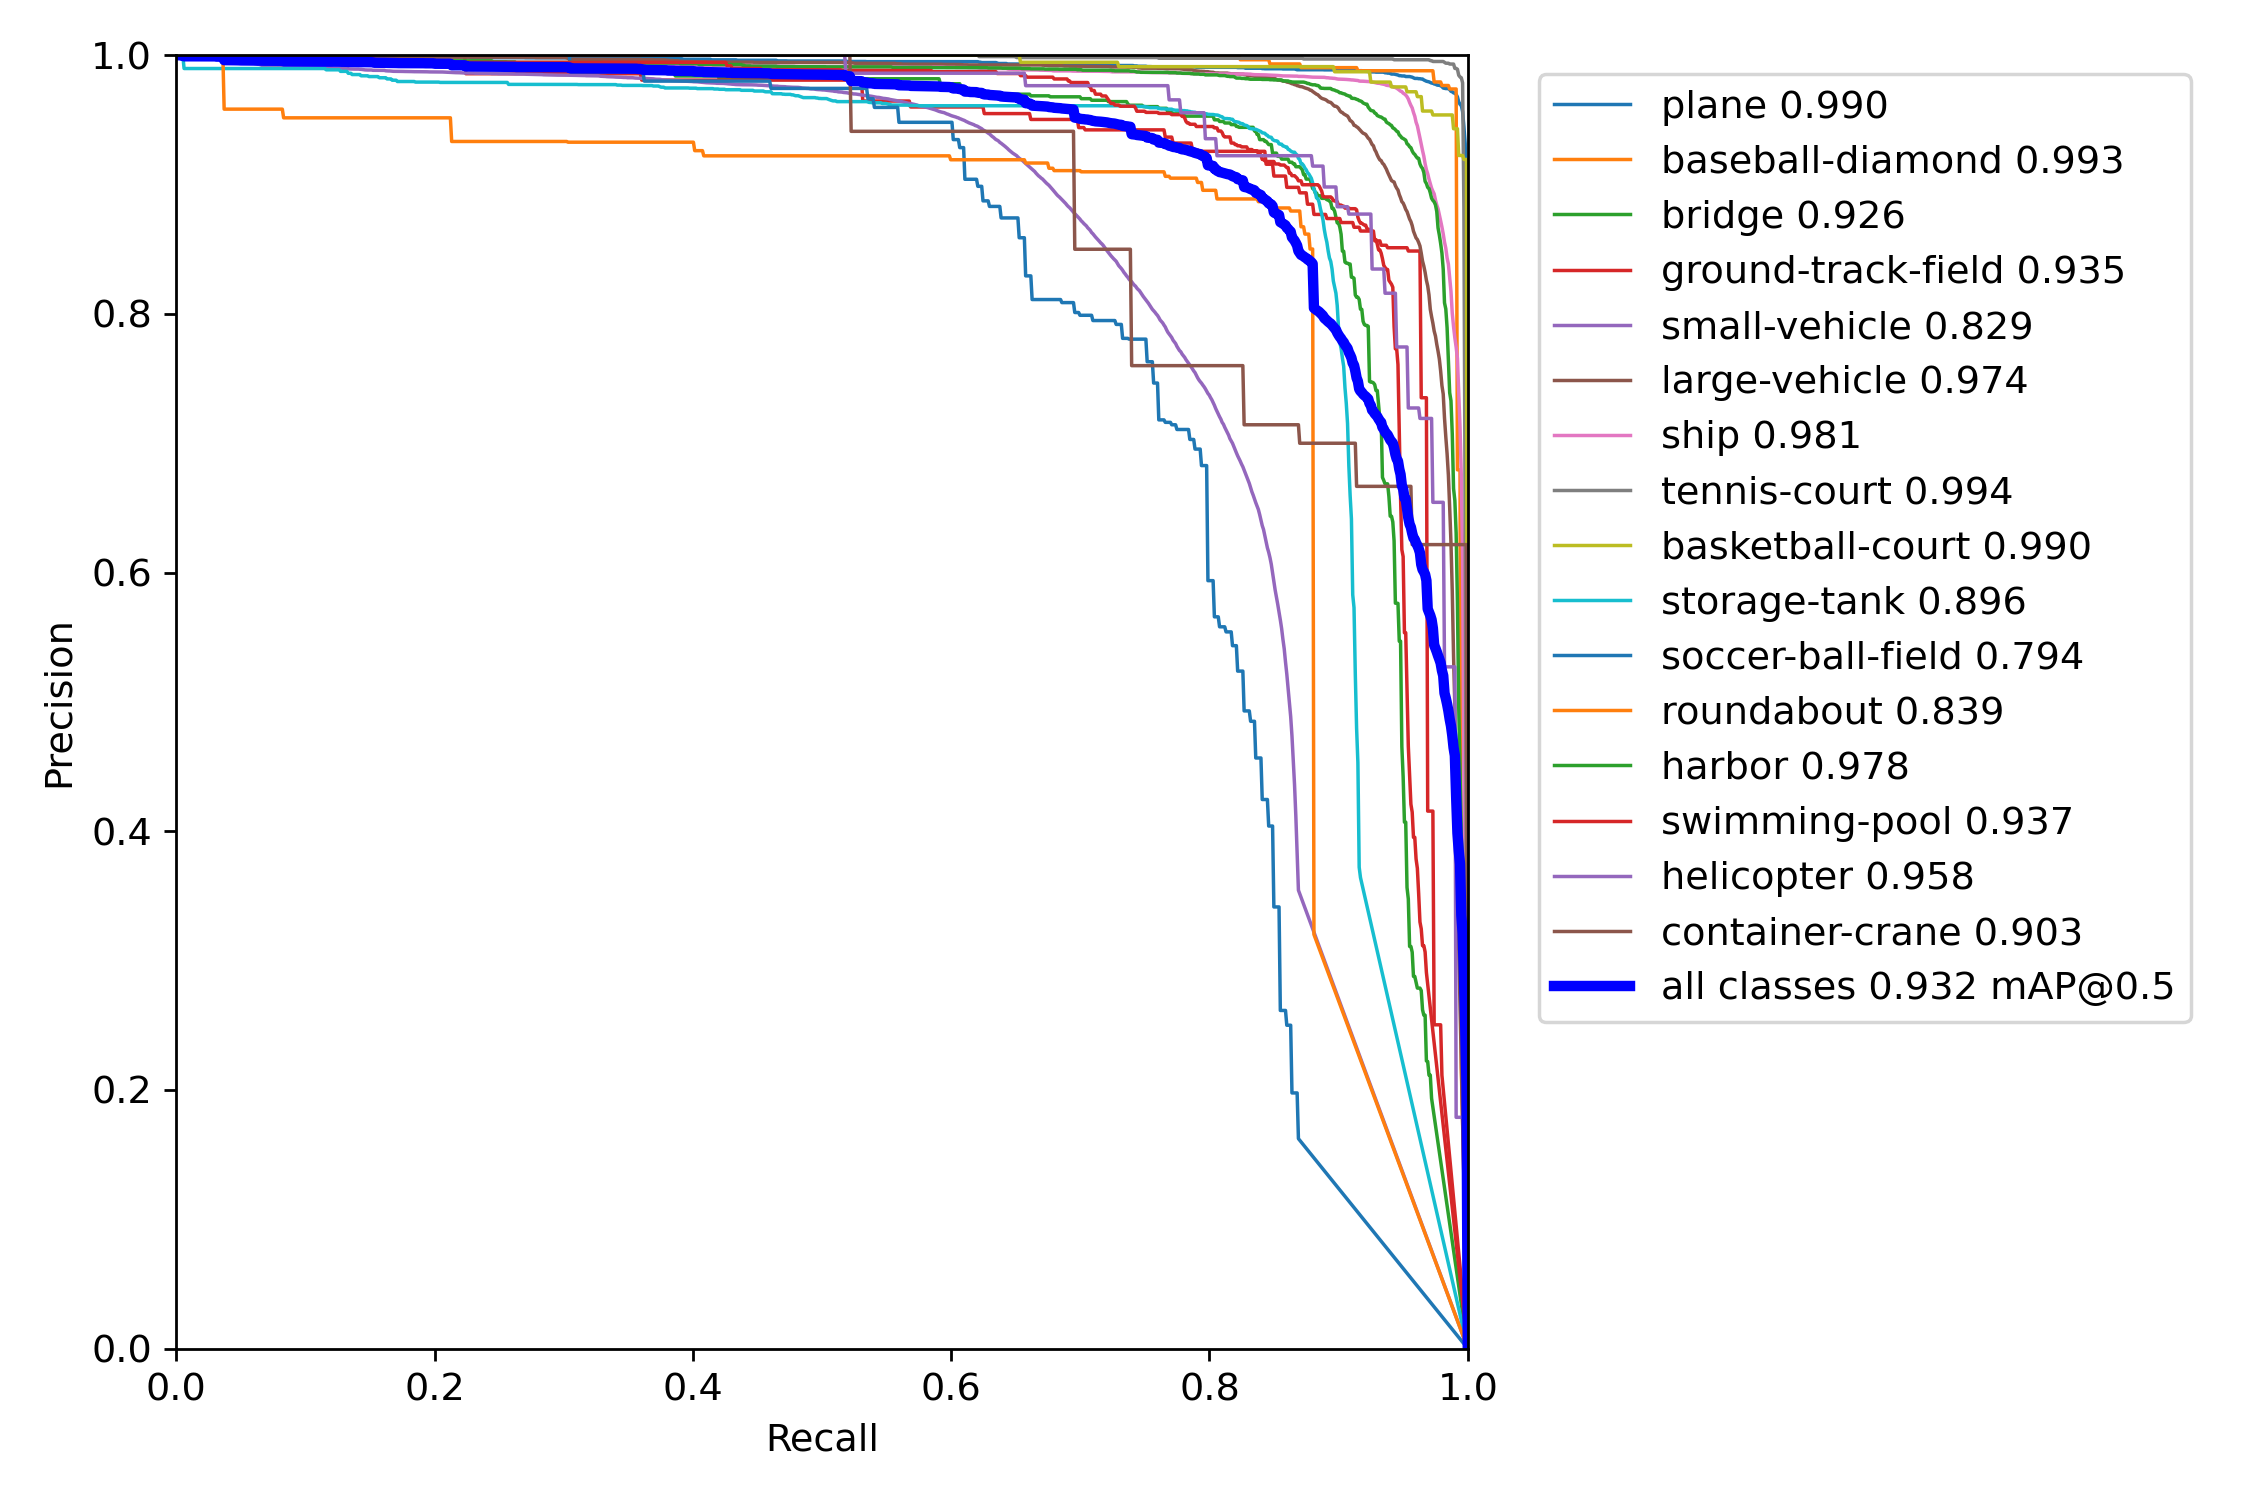 1.0
0.8
0.6
0.4
0.2
0.0
0.0 0.2 0.4 0.6 0.8 1.0
Precision
Recall
plane 0.990
baseball-diamond 0.993
bridge 0.926
ground-track-field 0.935
small-vehicle 0.829
large-vehicle 0.974
ship 0.981
tennis-court 0.994
basketball-court 0.990
storage-tank 0.896
soccer-ball-field 0.794
roundabout 0.839
harbor 0.978
swimming-pool 0.937
helicopter 0.958
container-crane 0.903
all classes 0.932 mAP@0.5